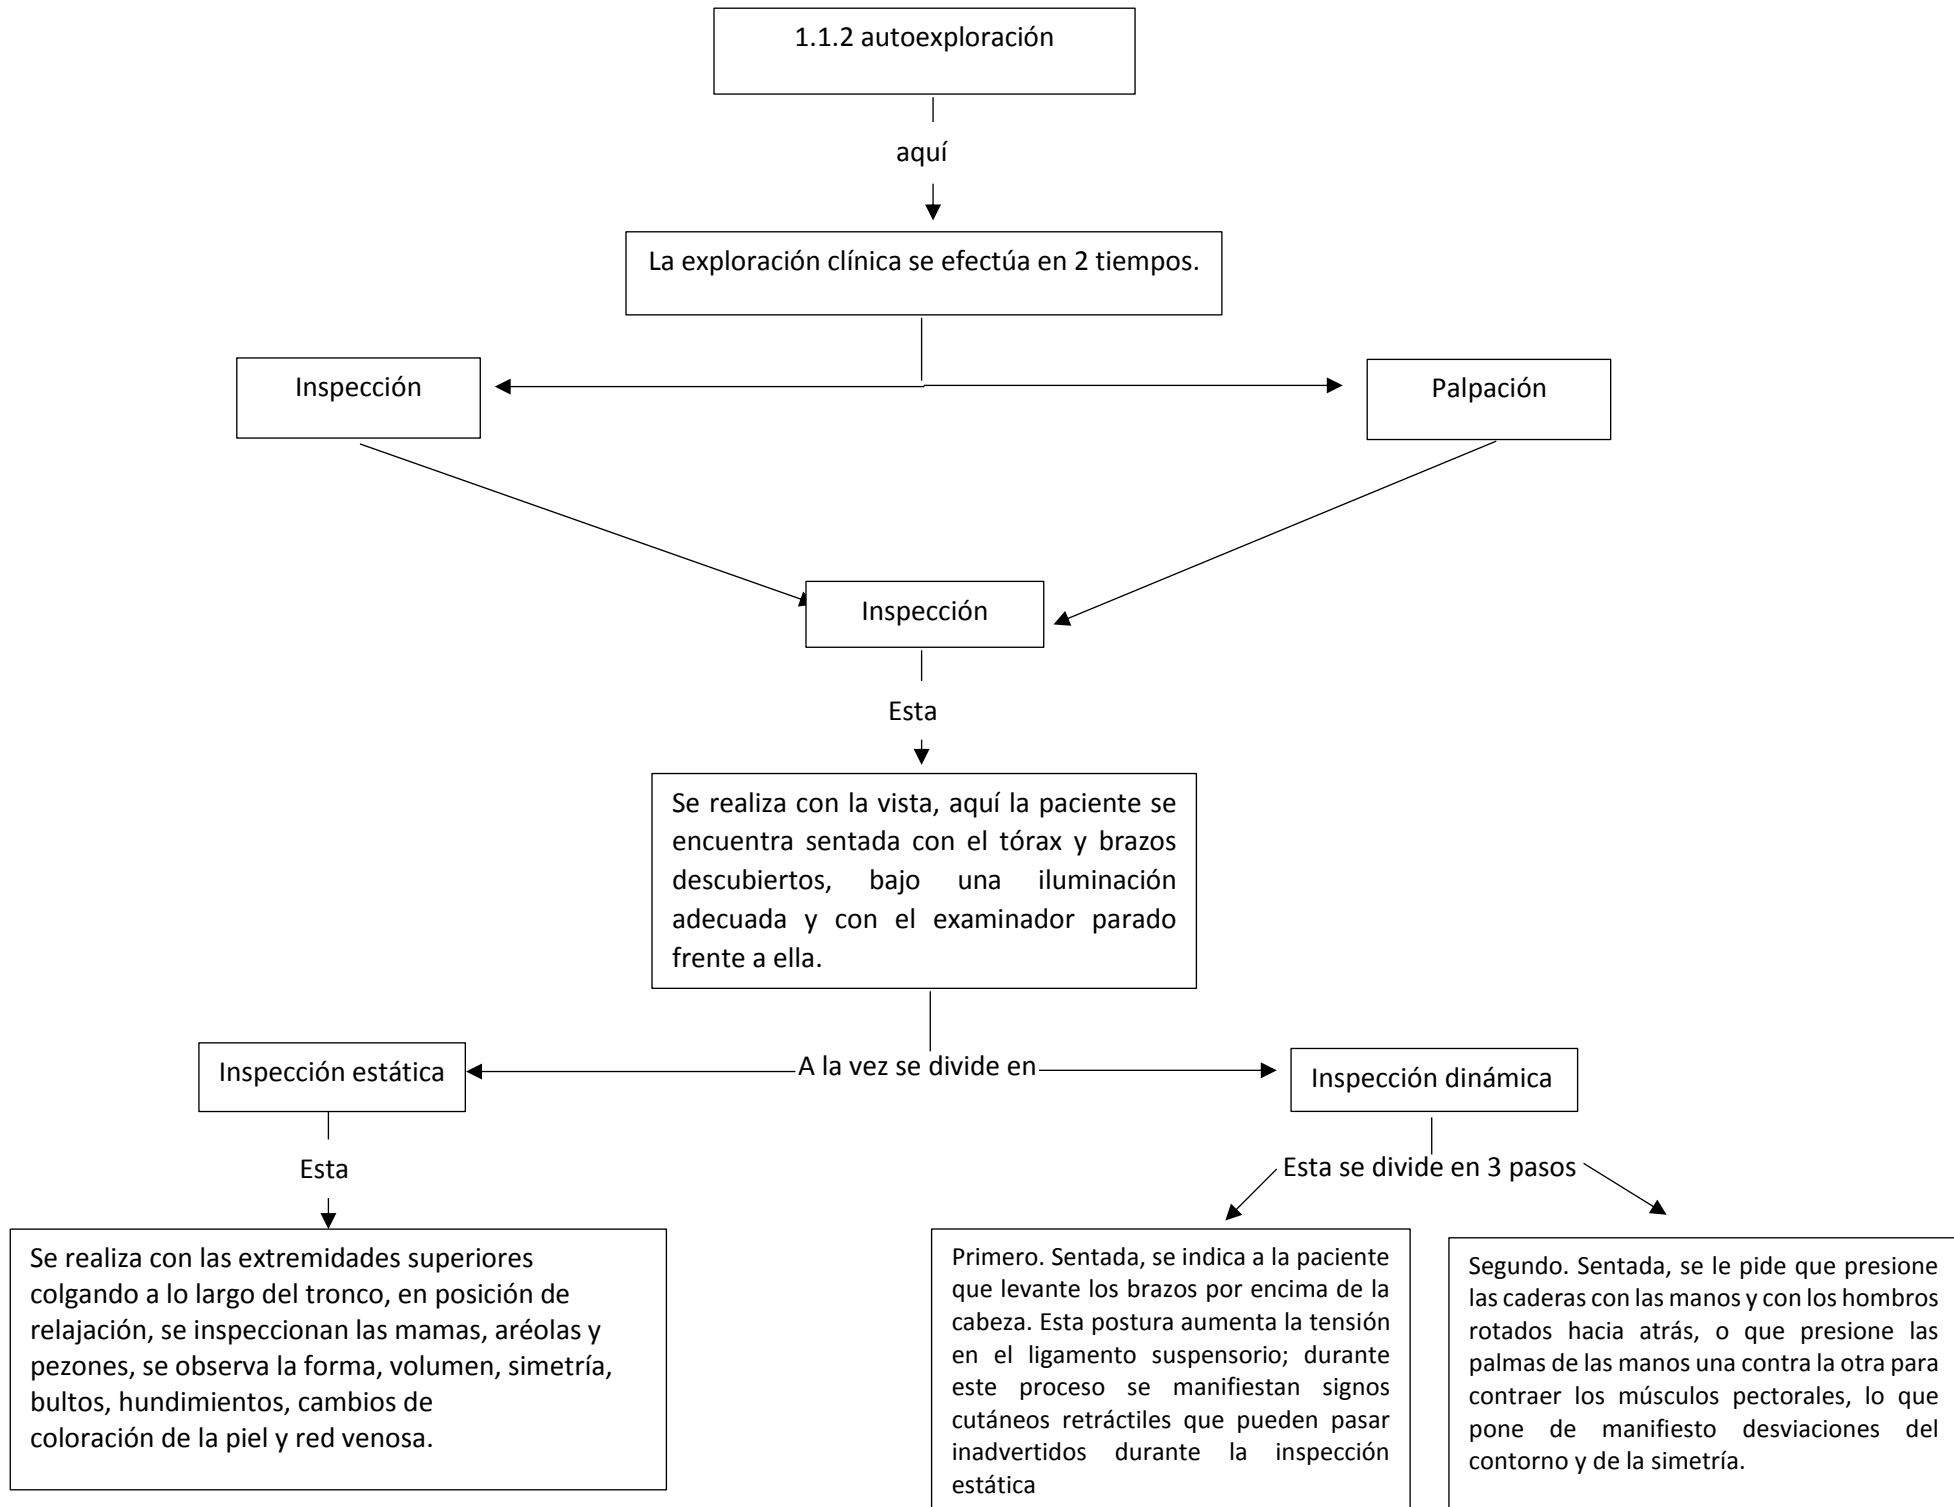 1.1.2 autoexploración
aquí
La exploración clínica se efectúa en 2 tiempos.
Inspección
Palpación
Inspección
Esta
Se realiza con la vista, aquí la paciente se
encuentra sentada con el tórax y brazos
descubiertos, bajo una iluminación
adecuada y con el examinador parado
frente a ella.
A la vez se divide en
Inspección estática
Inspección dinámica
Esta
Esta se divide en 3 pasos
Se realiza con las extremidades superiores
colgando a lo largo del tronco, en posición de
relajación, se inspeccionan las mamas, aréolas y
pezones, se observa la forma, volumen, simetría,
bultos, hundimientos, cambios de
coloración de la piel y red venosa.
Primero. Sentada, se indica a la paciente
que levante los brazos por encima de la
cabeza. Esta postura aumenta la tensión
en el ligamento suspensorio; durante
este proceso se manifiestan signos
cutáneos retráctiles que pueden pasar
inadvertidos durante la inspección
estática
Segundo. Sentada, se le pide que presione
las caderas con las manos y con los hombros
rotados hacia atrás, o que presione las
palmas de las manos una contra la otra para
contraer los músculos pectorales, lo que
pone de manifiesto desviaciones del
contorno y de la simetría.